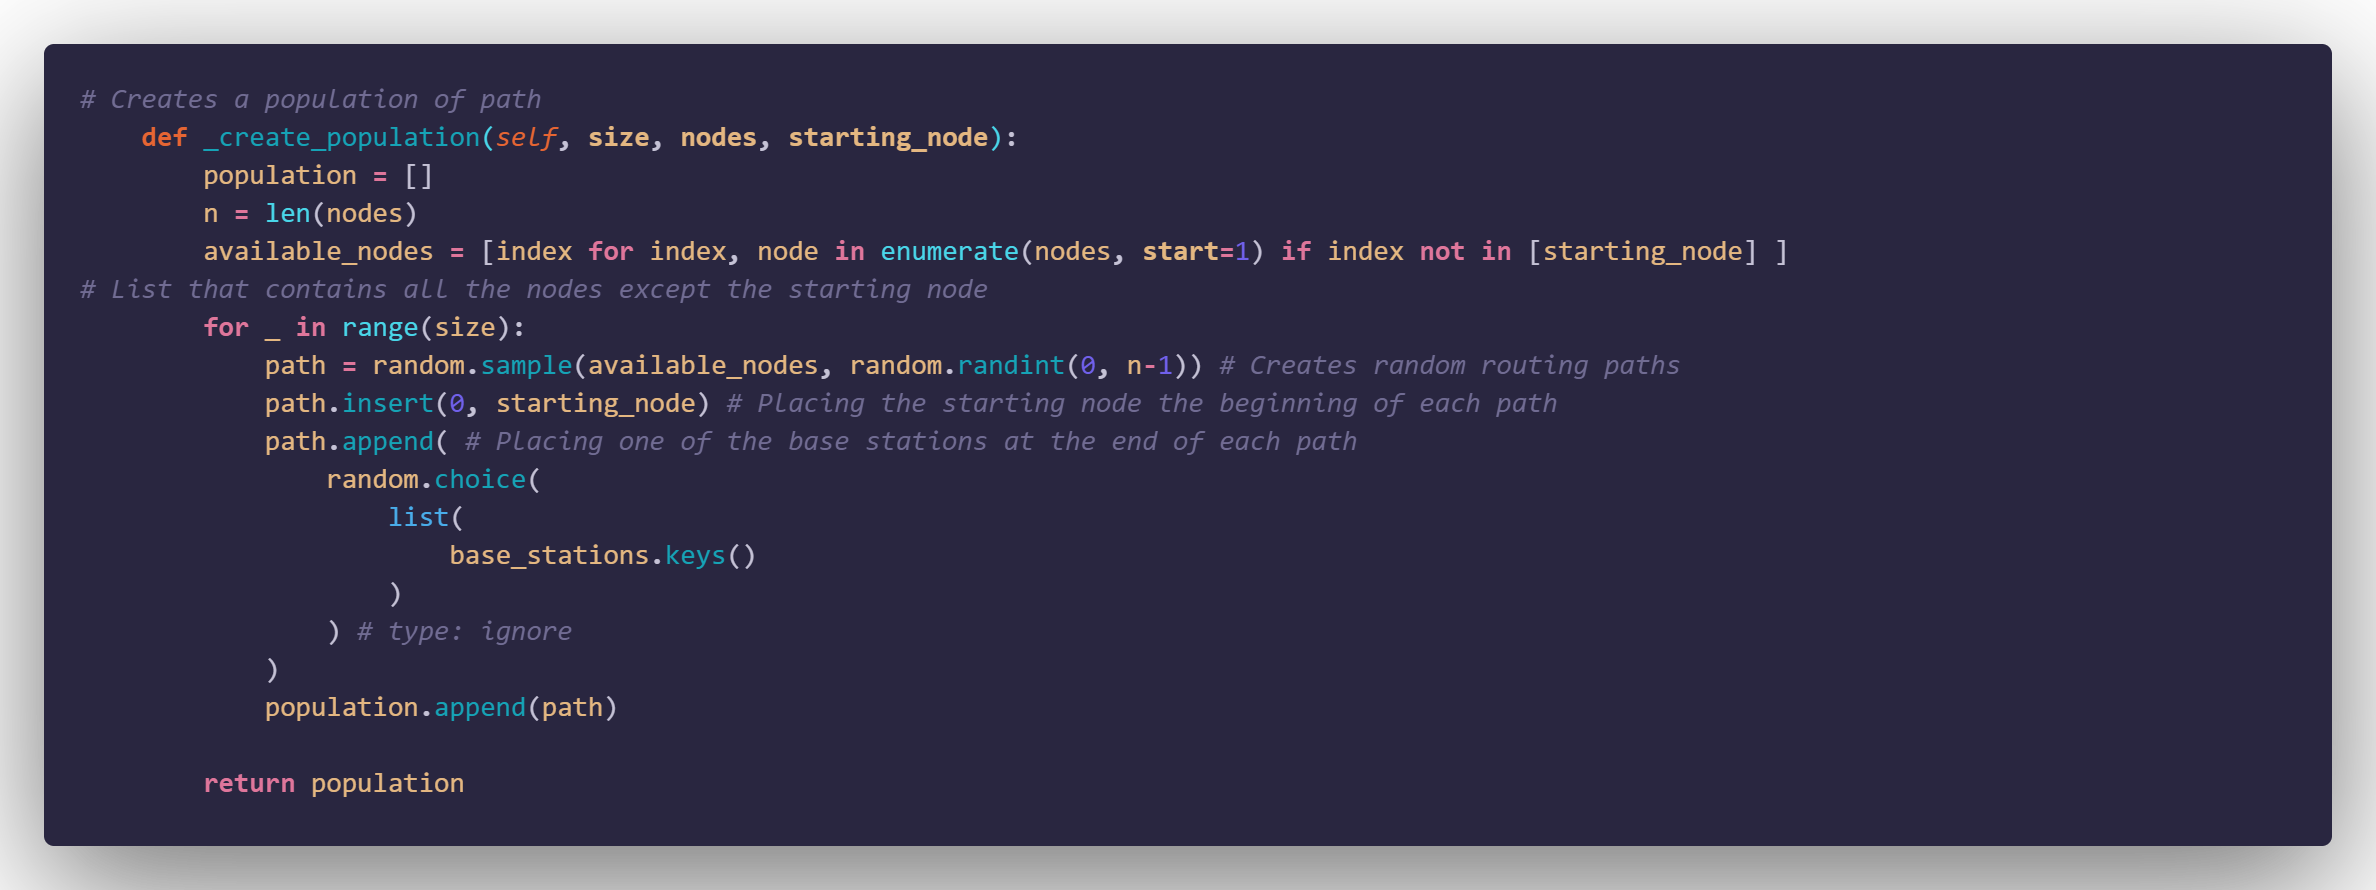 # Creates a population of path
    def _create_population(self, size, nodes, starting_node):
        population = []
        n = len(nodes)
        available_nodes = [index for index, node in enumerate(nodes, start=1) if index not in [starting_node] ]
# List that contains all the nodes except the starting node
        for _ in range(size):
            path = random.sample(available_nodes, random.randint(0, n-1)) # Creates random routing paths
            path.insert(0, starting_node) # Placing the starting node the beginning of each path
            path.append( # Placing one of the base stations at the end of each path
                random.choice(
                    list(
                        base_stations.keys()
                    )
                ) # type: ignore
            )
            population.append(path)

        return population